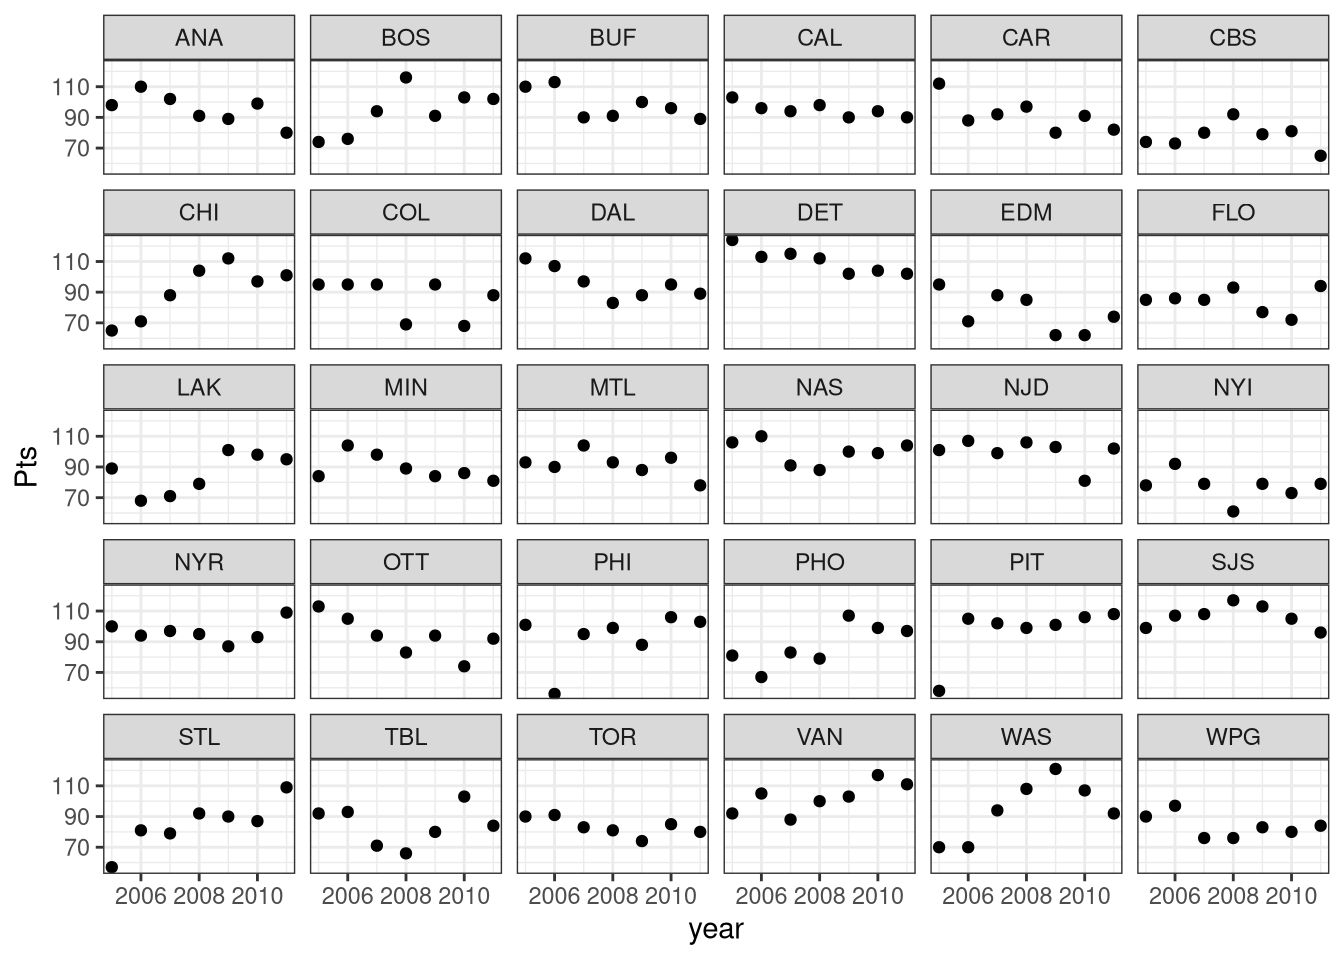 ANA BOS BUF CAL CAR CBS
110
90
70
CHI COL DAL DET EDM FLO
110
90
70
LAK MIN MTL NAS NJD NYI
110
90
70
Pts
NYR OTT PHI PHO PIT SJS
110
90
70
STL TBL TOR VAN WAS WPG
110
90
70
2006 2008 2010 2006 2008 2010 2006 2008 2010 2006 2008 2010 2006 2008 2010 2006 2008 2010
year